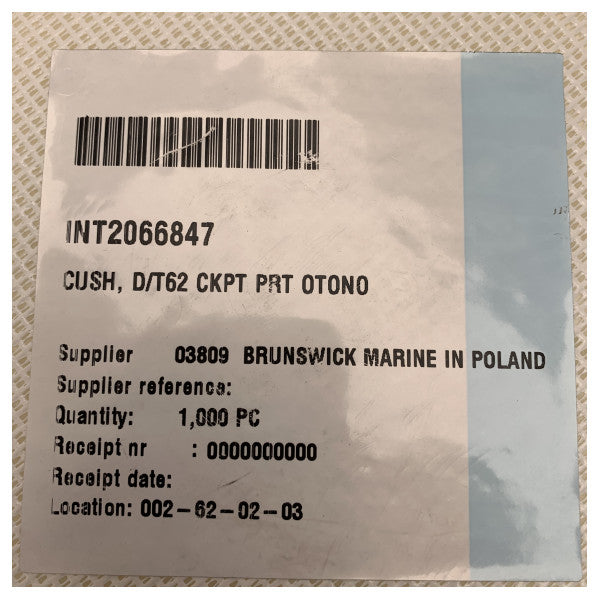 INT2066847
CUSH, D/T62 CKPT PRT OTONO
Supplier 03809 BRUNSWICK MARINE IN POLAND
Supplier reference:
Quantity: 1,000 PC
Receipt nr : 0000000000
Receipt date:
Location: 002-62-02-03